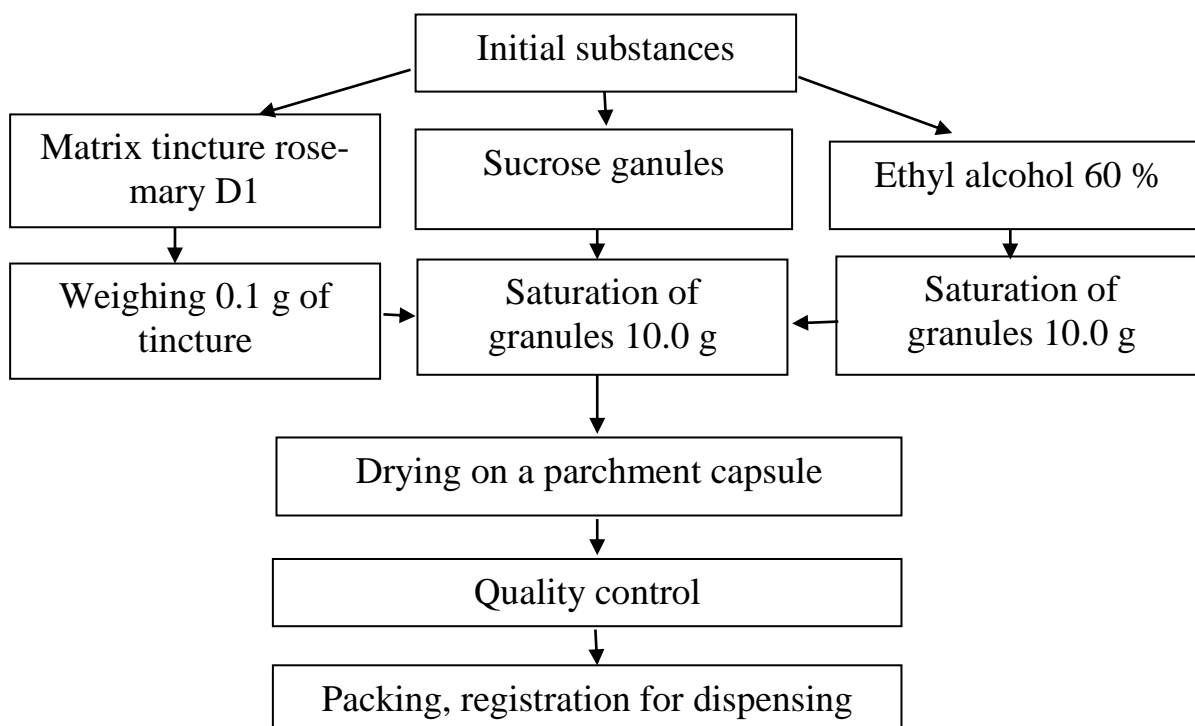 Initial substances
Matrix tincture rose-
mary D1
Sucrose ganules
Ethyl alcohol 60 %
Weighing 0.1 g of
tincture
Saturation of
granules 10.0 g
Saturation of
granules 10.0 g
Drying on a parchment capsule
Quality control
Packing, registration for dispensing